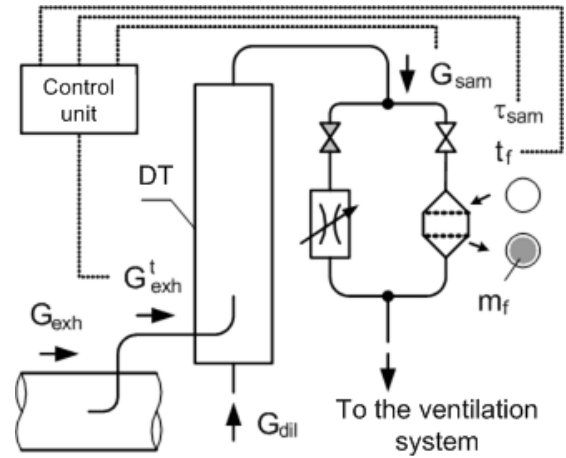 Control
unit
G_sam
τ_sam
t_f
DT
G^t_exh
G_exh
m_f
G_dil
To the ventilation
system